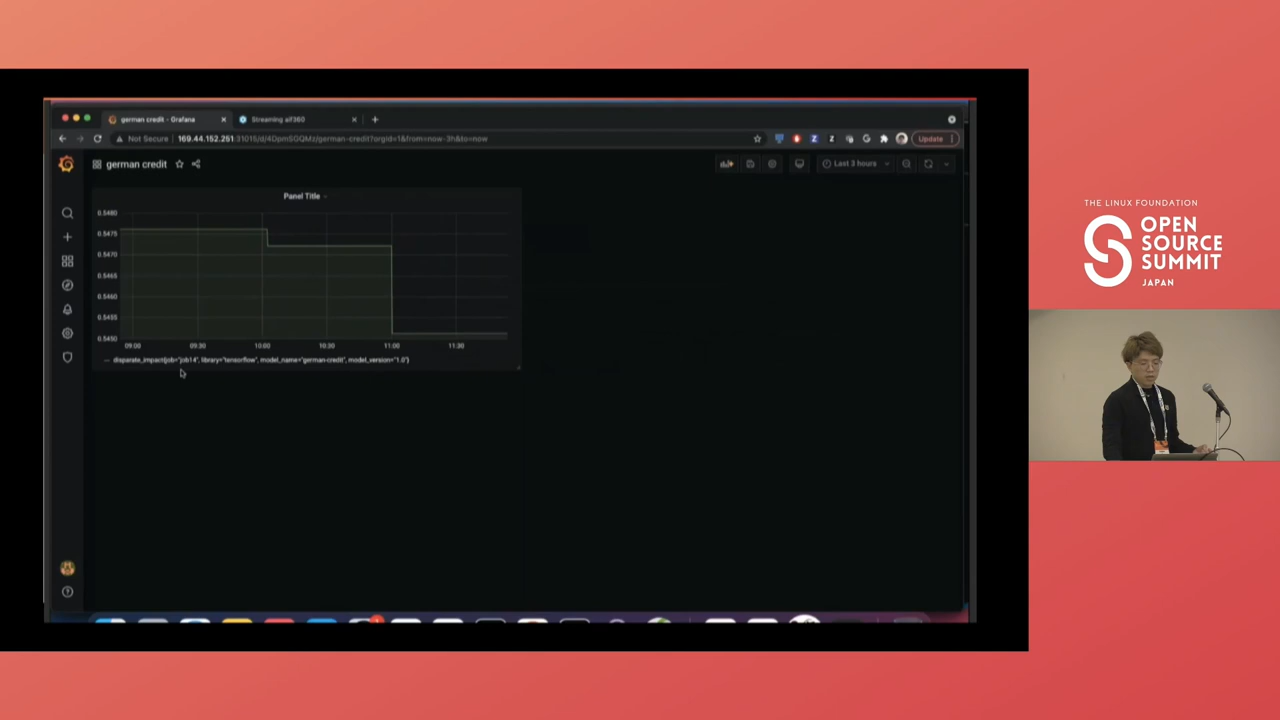 german credit - Grafana
Streaming aif360
Not Secure
169.44.152.251:31015/d/4DpmSGQMz/german-credit?orgId=1&from=now-3h&to=now
Update
german credit
Last 3 hours
Panel Title
0.5480
0.5475
0.5470
0.5465
0.5460
0.5455
0.5450
09:00 09:30 10:00 10:30 11:00 11:30
disparate_impact{job="job14", library="tensorflow", model_name="german-credit", model_version="1.0"}
THE LINUX FOUNDATION
OPEN
SOURCE
SUMMIT
JAPAN